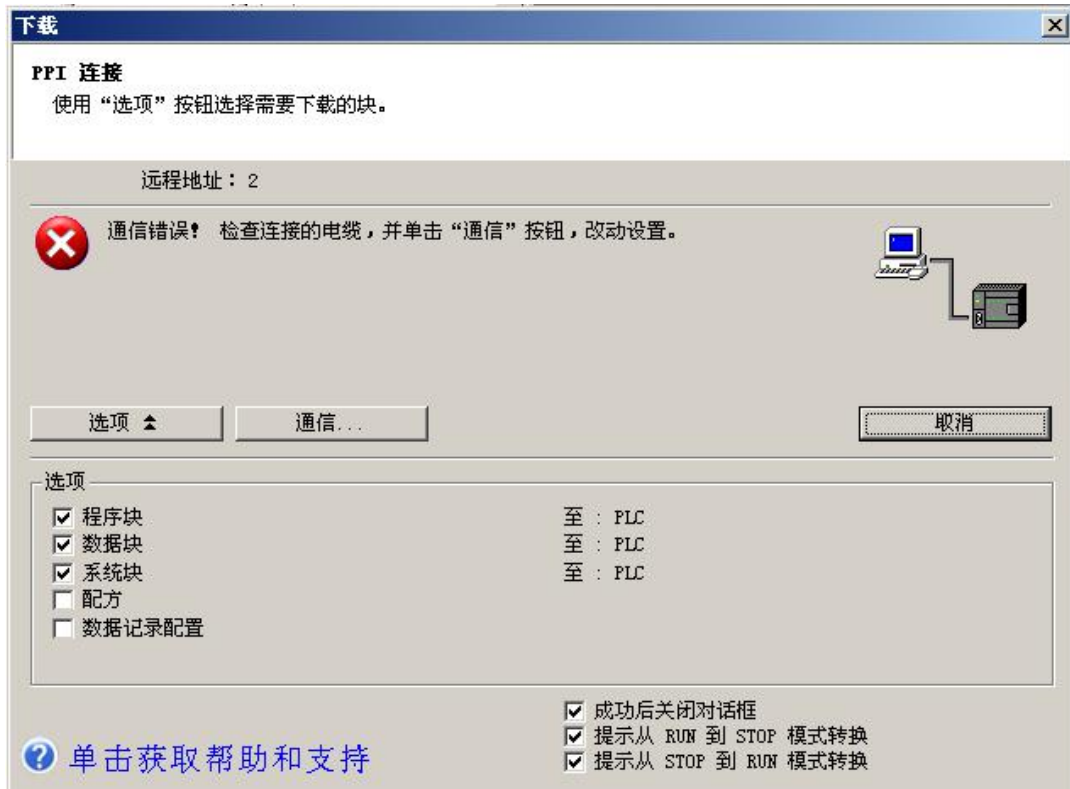 下载
PPI 连接
使用“选项”按钮选择需要下载的块。
远程地址：2
通信错误！ 检查连接的电缆，并单击“通信”按钮，改动设置。
选项
通信...
取消
选项
程序块 至 : PLC
数据块 至 : PLC
系统块 至 : PLC
配方
数据记录配置
成功后关闭对话框
提示从 RUN 到 STOP 模式转换
提示从 STOP 到 RUN 模式转换
单击获取帮助和支持